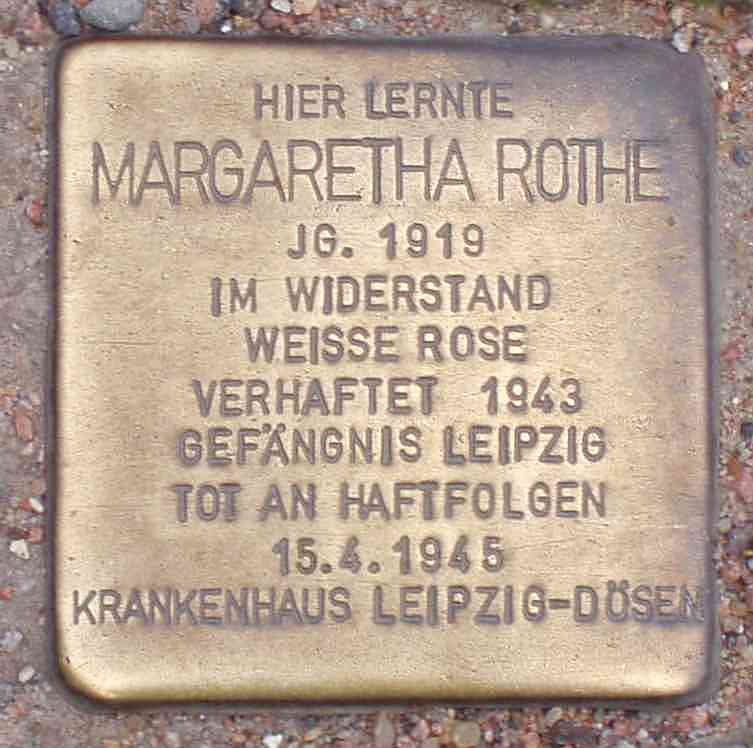 HIER LERNTE
MARGARETHA ROTHE
JG. 1919
IM WIDERSTAND
WEISSE ROSE
VERHAFTET 1943
GEFÄNGNIS LEIPZIG
TOT AN HAFTFOLGEN
15.4.1945
KRANKENHAUS LEIPZIG-DÖSEN